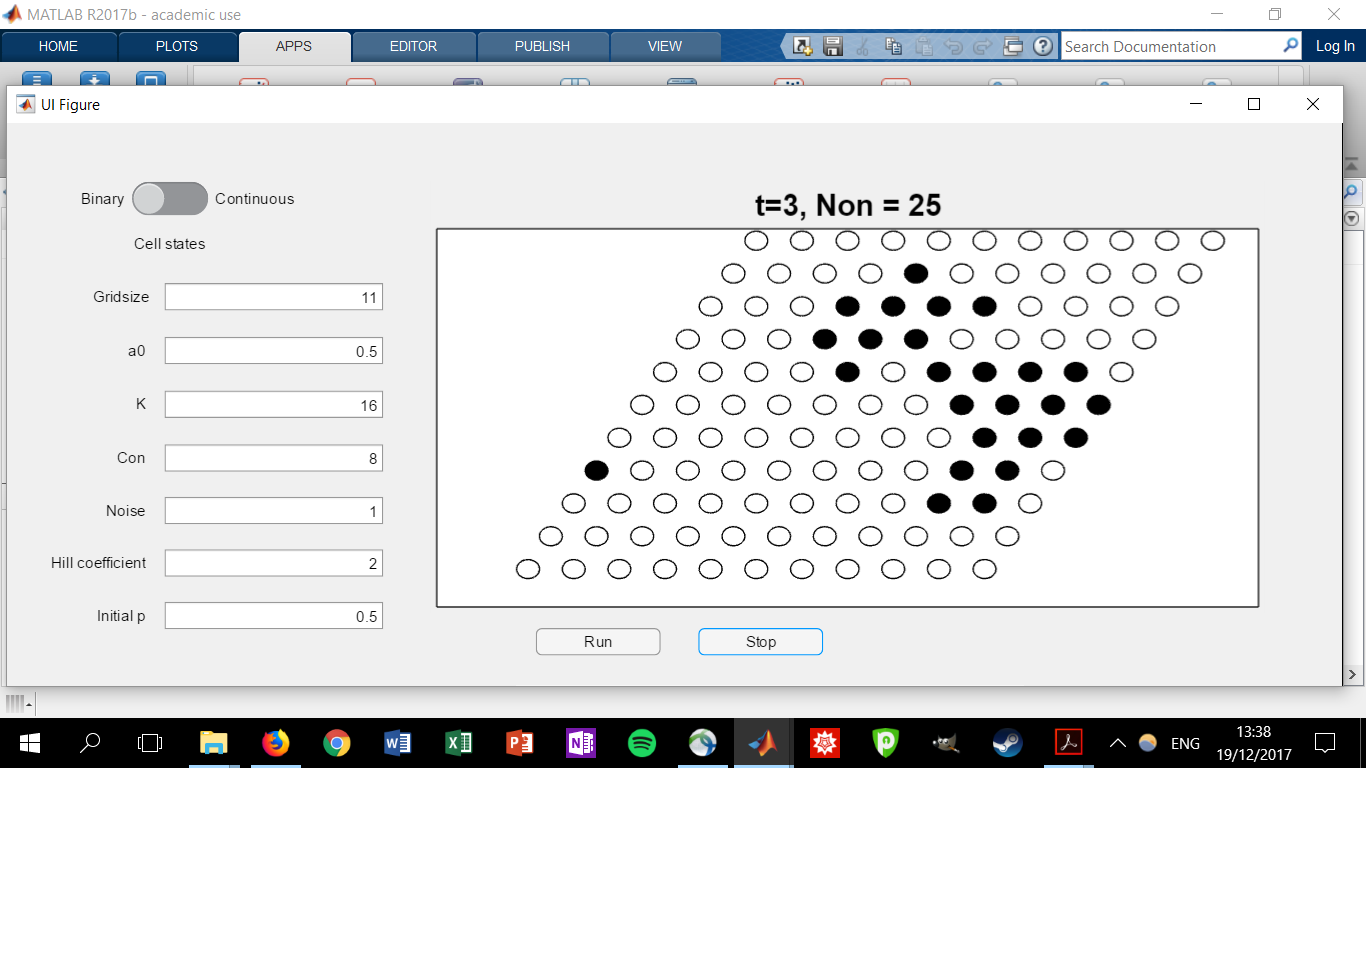 MATLAB R2017b - academic use
HOME PLOTS APPS EDITOR PUBLISH VIEW Search Documentation Log In
UI Figure
Binary Continuous
Cell states
t=3, Non = 25
Gridsize 11
a0 0.5
K 16
Con 8
Noise 1
Hill coefficient 2
Initial p 0.5
Run Stop
ENG 13:38
19/12/2017